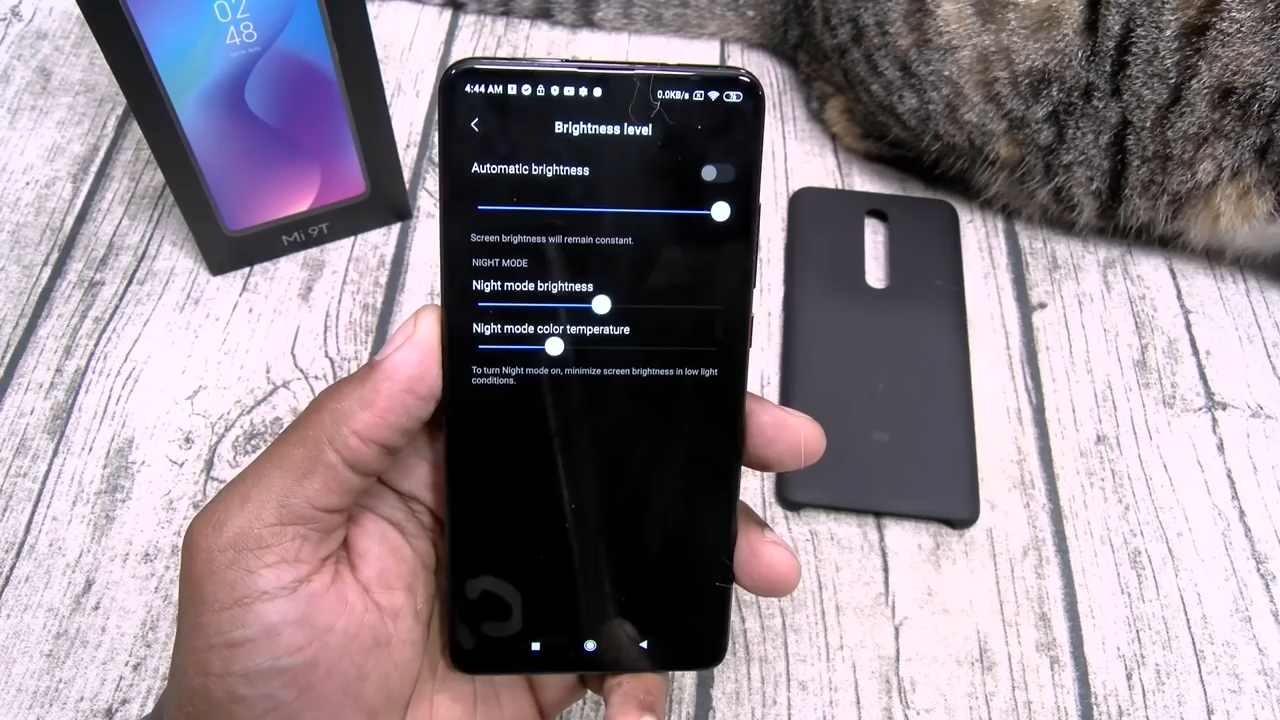 02
48
Mi 9T
4:44 AM
0.0KB/s
78
Brightness level
Automatic brightness
Screen brightness will remain constant.
NIGHT MODE
Night mode brightness
Night mode color temperature
To turn Night mode on, minimize screen brightness in low light
conditions.